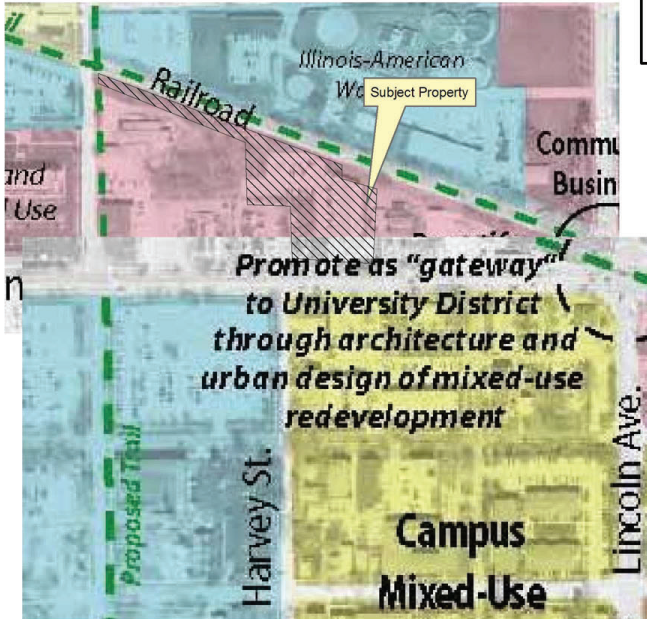 Illinois-American
Railroad
Subject Property
Commu
Busin
and
l Use
Promote as "gateway"
to University District
through architecture and
urban design of mixed-use
redevelopment
Proposed Trail
Harvey St.
Lincoln Ave.
Campus
Mixed-Use